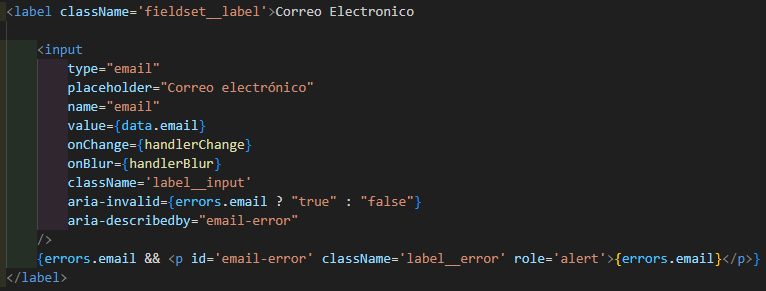 <label className='fieldset__label'>Correo Electronico
<input
type="email"
placeholder="Correo electrónico"
name="email"
value={data.email}
onChange={handlerChange}
onBlur={handlerBlur}
className='label__input'
aria-invalid={errors.email ? "true" : "false"}
aria-describedby="email-error"
/>
{errors.email && <p id='email-error' className='label__error' role='alert'>{errors.email}</p>}
</label>